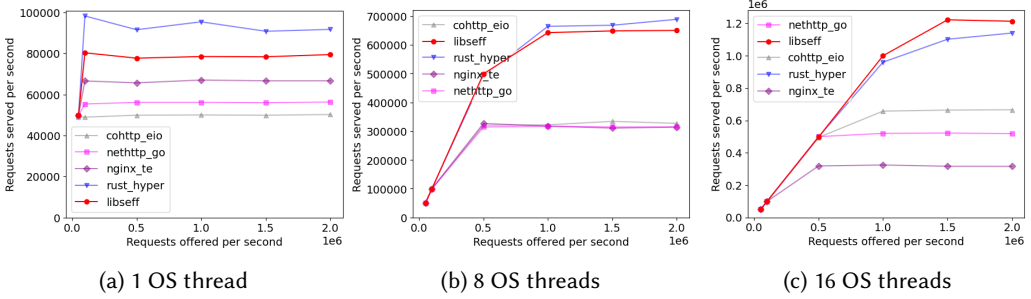 Requests served per second
100000
80000
60000
40000
20000
0
cohttp_eio
nethttp_go
nginx_te
rust_hyper
libseff
0.0
0.5
1.0
1.5
2.0
1e6
Requests offered per second
(a) 1 OS thread
Requests served per second
700000
600000
500000
400000
300000
200000
100000
0
cohttp_eio
libseff
rust_hyper
nginx_te
nethttp_go
0.0
0.5
1.0
1.5
2.0
1e6
Requests offered per second
(b) 8 OS threads
1e6
Requests served per second
1.2
1.0
0.8
0.6
0.4
0.2
0.0
nethttp_go
libseff
cohttp_eio
rust_hyper
nginx_te
0.0
0.5
1.0
1.5
2.0
1e6
Requests offered per second
(c) 16 OS threads